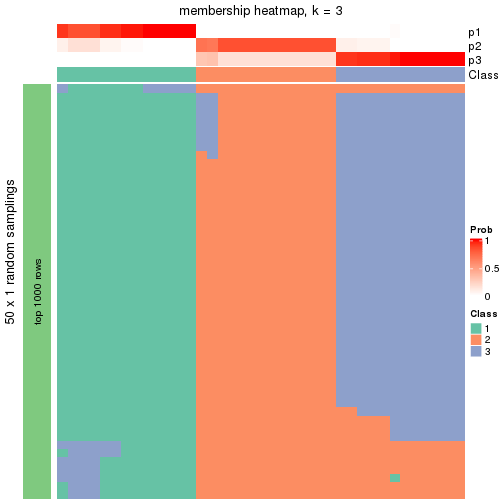 membership heatmap, k = 3
p1
p2
p3
Class
50 x 1 random samplings
top 1000 rows
Prob
1
0.5
0
Class
1
2
3